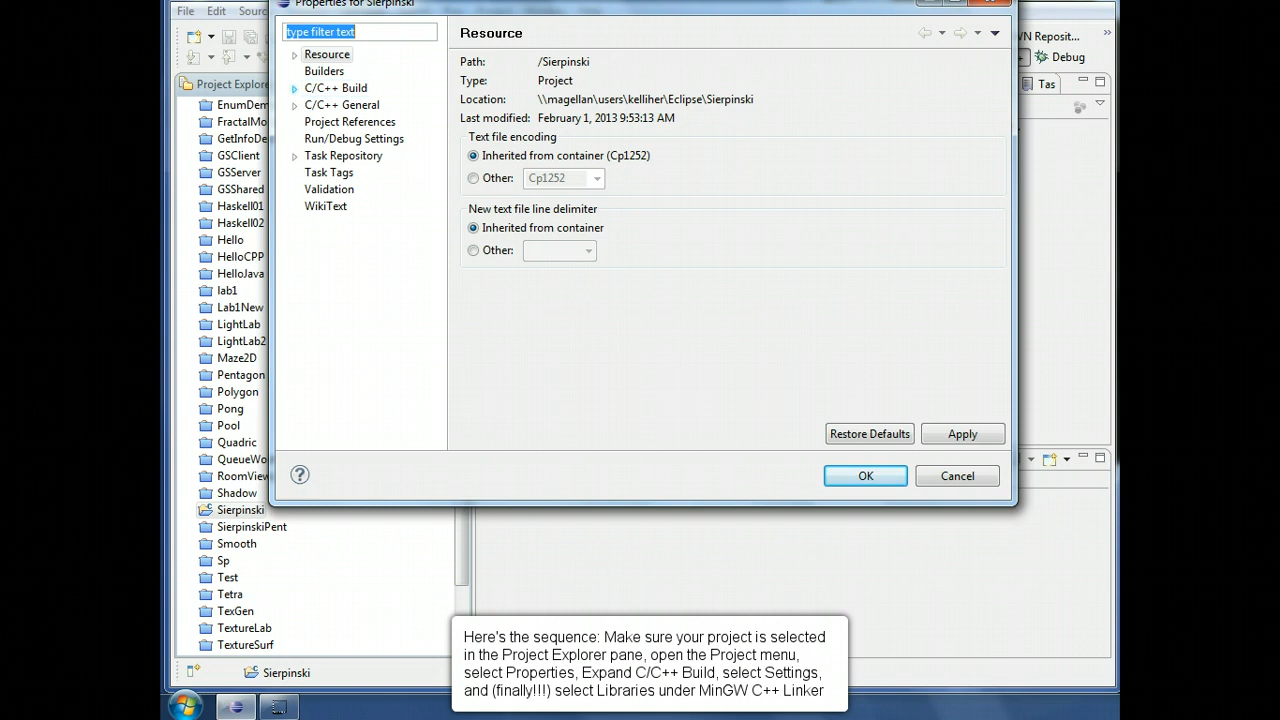 Properties for Sierpinski
File Edit Sourc
type filter text
Resource
VN Reposit...
»
Debug
Resource
Builders
C/C++ Build
C/C++ General
Project References
Run/Debug Settings
Task Repository
Task Tags
Validation
WikiText
Path: /Sierpinski
Type: Project
Location: \\magellan\users\kelliher\Eclipse\Sierpinski
Last modified: February 1, 2013 9:53:13 AM
Text file encoding
Inherited from container (Cp1252)
Other: Cp1252
New text file line delimiter
Inherited from container
Other:
Restore Defaults Apply
? OK Cancel
Project Explore
Tas
EnumDem
FractalMo
GetInfoDe
GSClient
GSServer
GSShared
Haskell01
Haskell02
Hello
HelloCPP
HelloJava
lab1
Lab1New
LightLab
LightLab2
Maze2D
Pentagon
Polygon
Pong
Pool
Quadric
QueueWo
RoomView
Shadow
Sierpinski
SierpinskiPent
Smooth
Sp
Test
Tetra
TexGen
TextureLab
TextureSurf
Sierpinski
Here's the sequence: Make sure your project is selected
in the Project Explorer pane, open the Project menu,
select Properties, Expand C/C++ Build, select Settings,
and (finally!!!) select Libraries under MinGW C++ Linker